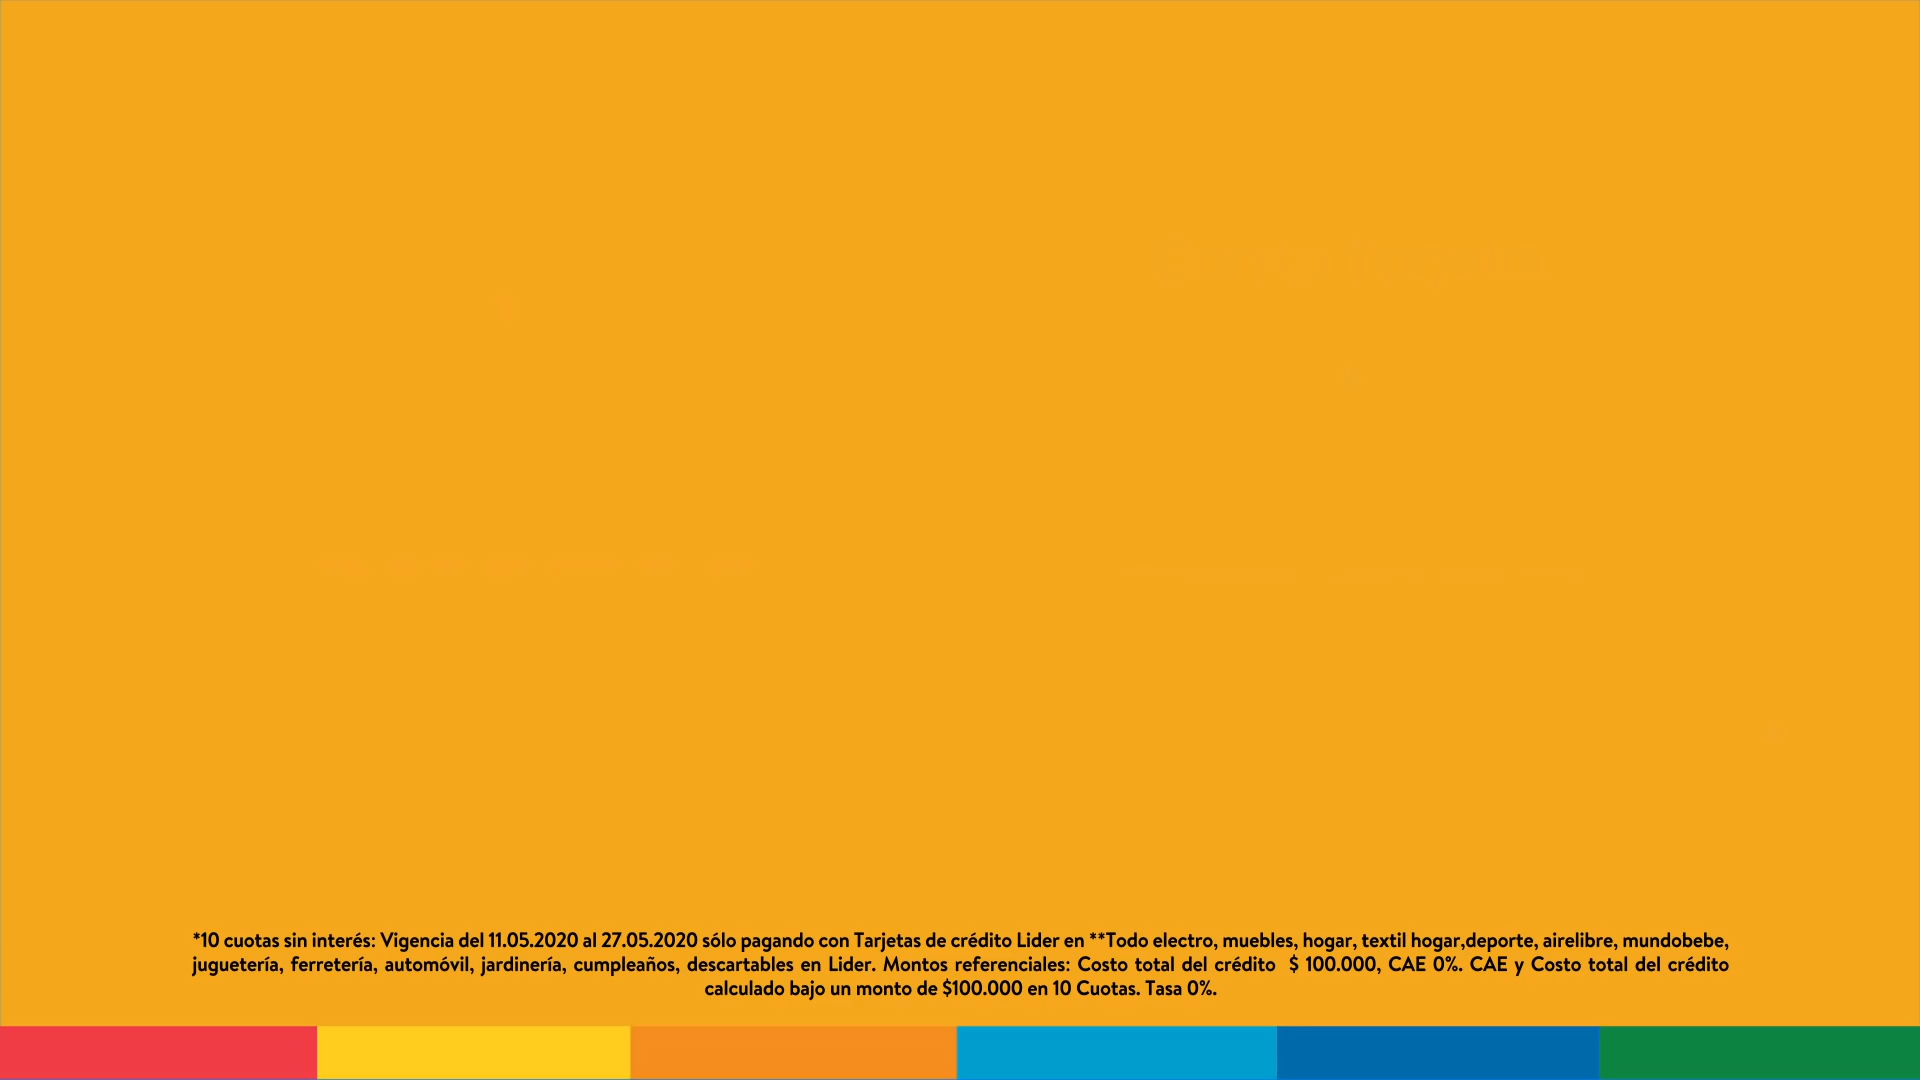 *10 cuotas sin interés: Vigencia del 11.05.2020 al 27.05.2020 sólo pagando con Tarjetas de crédito Lider en **Todo electro, muebles, hogar, textil hogar,deporte, airelibre, mundobebe,
juguetería, ferretería, automóvil, jardinería, cumpleaños, descartables en Lider. Montos referenciales: Costo total del crédito $ 100.000, CAE 0%. CAE y Costo total del crédito
calculado bajo un monto de $100.000 en 10 Cuotas. Tasa 0%.